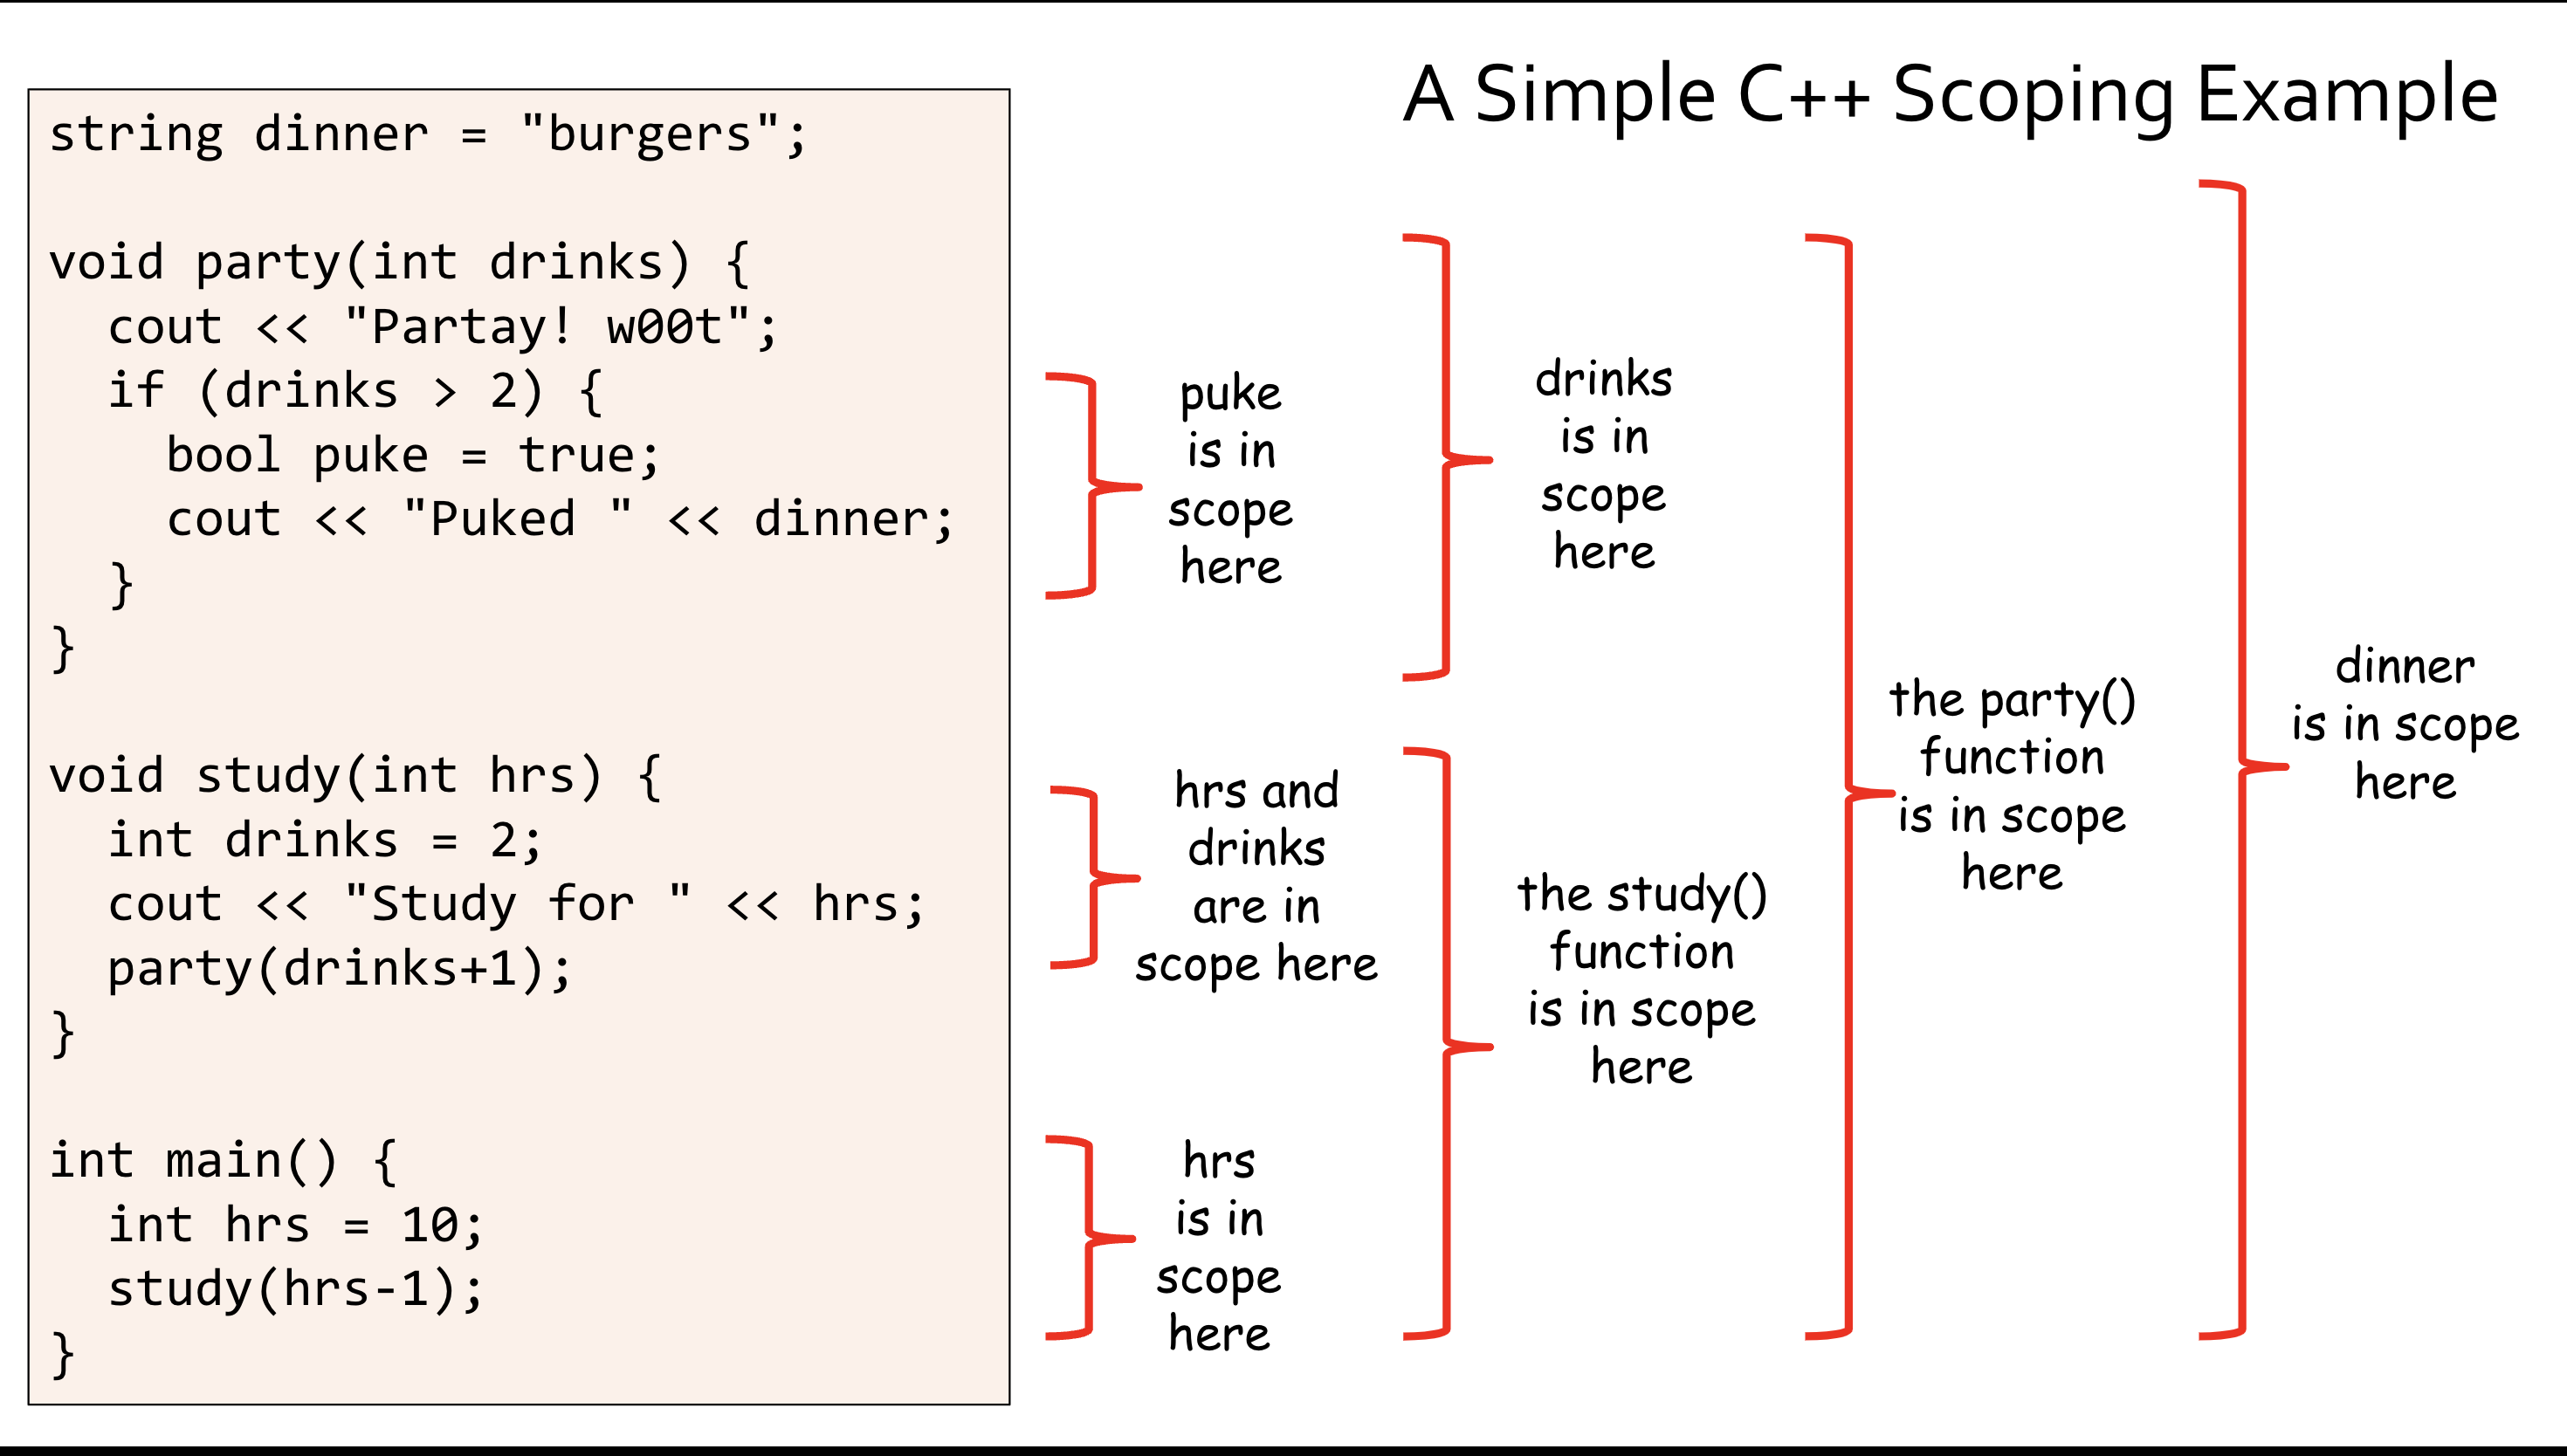 A Simple C++ Scoping Example
string dinner = "burgers";
void party(int drinks) {
  cout << "Partay! w00t";
  if (drinks > 2) {
    bool puke = true;
    cout << "Puked " << dinner;
  }
}
void study(int hrs) {
  int drinks = 2;
  cout << "Study for " << hrs;
  party(drinks+1);
}
int main() {
  int hrs = 10;
  study(hrs-1);
}
puke
is in
scope
here
hrs and
drinks
are in
scope here
hrs
is in
scope
here
drinks
is in
scope
here
the study()
function
is in scope
here
the party()
function
is in scope
here
dinner
is in scope
here